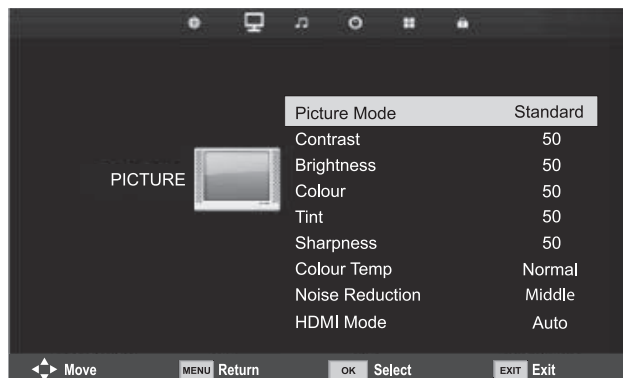 Picture Mode Standard
Contrast 50
Brightness 50
PICTURE
Colour 50
Tint 50
Sharpness 50
Colour Temp Normal
Noise Reduction Middle
HDMI Mode Auto
Move MENU Return OK Select EXIT Exit